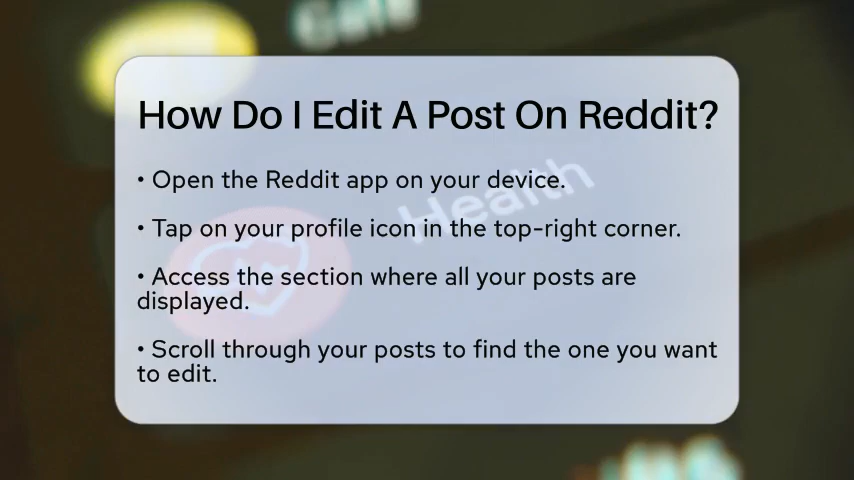 Gate
How Do I Edit A Post On Reddit?
• Open the Reddit app on your device.
Health
• Tap on your profile icon in the top-right corner.
• Access the section where all your posts are
displayed.
• Scroll through your posts to find the one you want
to edit.